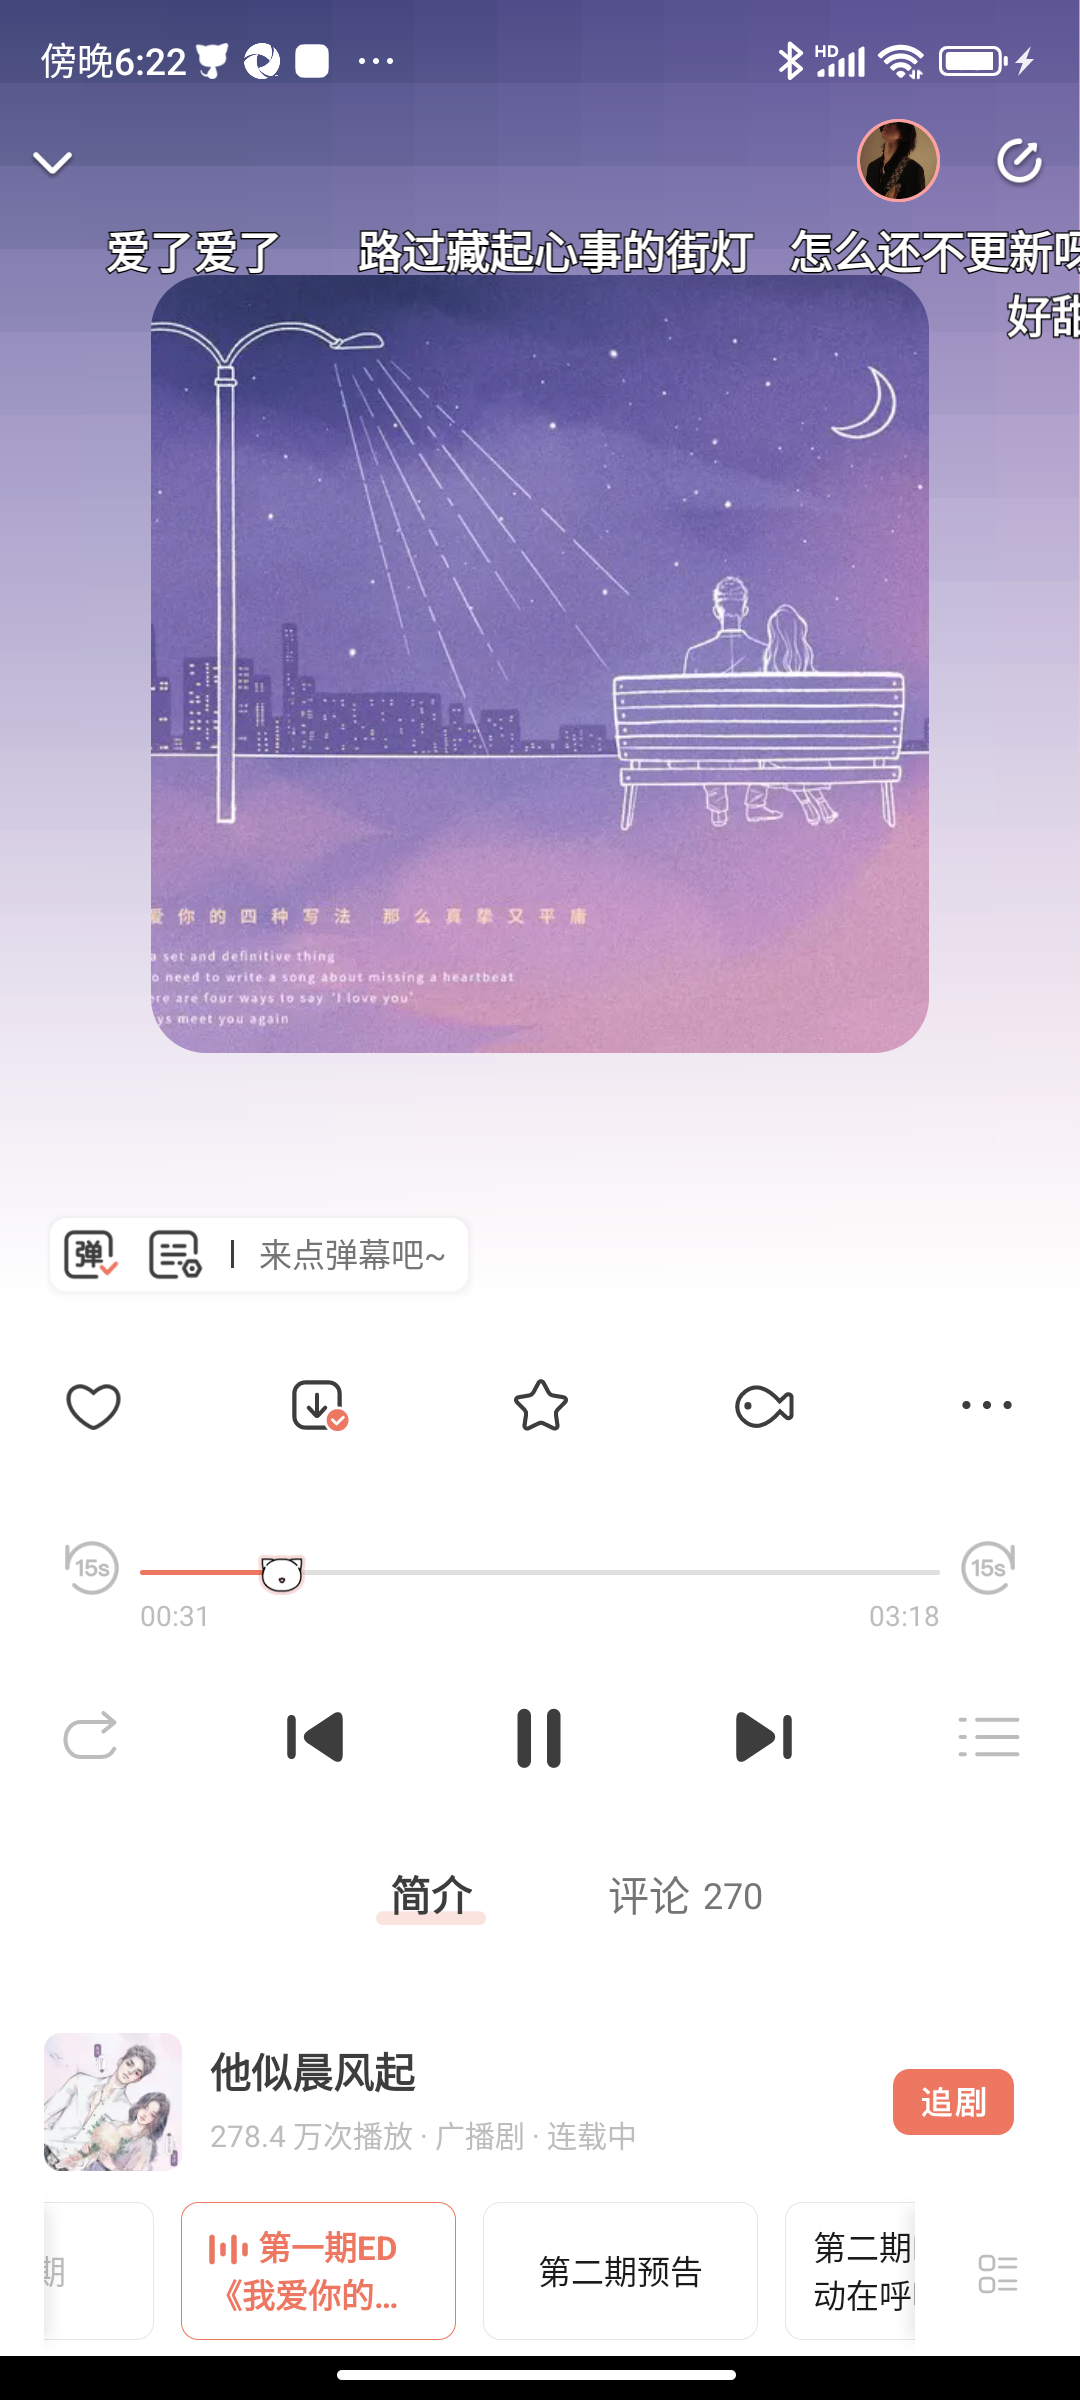 傍晚6:22
HD
爱了爱了 路过藏起心事的街灯 怎么还不更新呀
好甜
爱你的四种写法 那么真挚又平庸
a set and definitive thing
o need to write a song about missing a heartbeat
ere are four ways to say 'I love you'
ys meet you again
弹 来点弹幕吧~
15s 15s
00:31 03:18
简介 评论 270
他似晨风起
278.4 万次播放 · 广播剧 · 连载中
追剧
期
第一期ED
《我爱你的...
第二期预告
第二期
动在呼